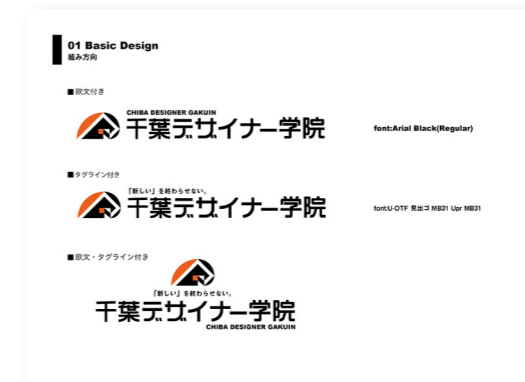 01 Basic Design
組み方向
■欧文付き
CHIBA DESIGNER GAKUIN
千葉デザイナー学院
font:Arial Black(Regular)
■タグライン付き
「新しい」を終わらせない。
千葉デザイナー学院
font:U-OTF 見出ゴ MB31 Upr MB31
■欧文・タグライン付き
「新しい」を終わらせない。
千葉デザイナー学院
CHIBA DESIGNER GAKUIN